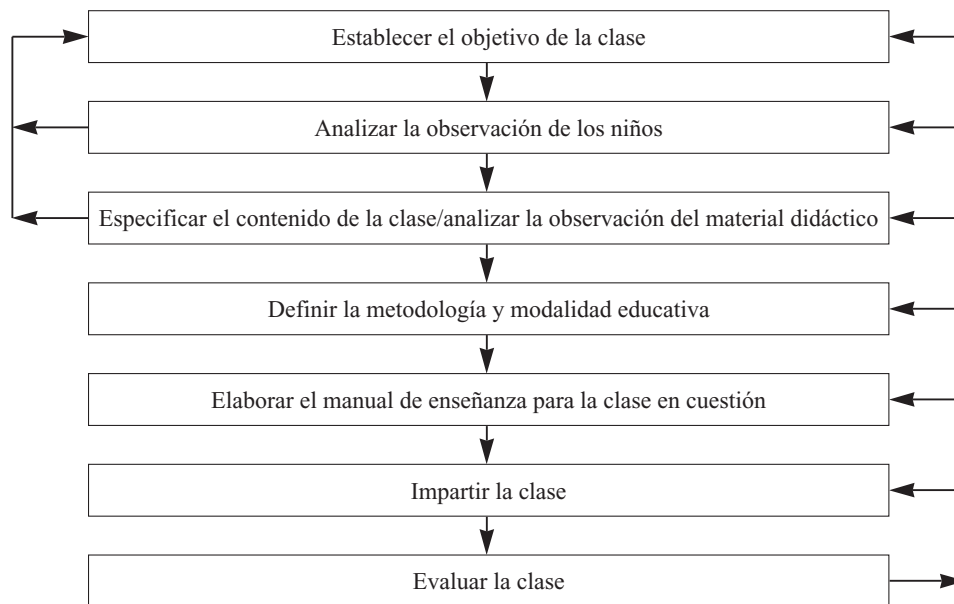 Establecer el objetivo de la clase
Analizar la observación de los niños
Especificar el contenido de la clase/analizar la observación del material didáctico
Definir la metodología y modalidad educativa
Elaborar el manual de enseñanza para la clase en cuestión
Impartir la clase
Evaluar la clase